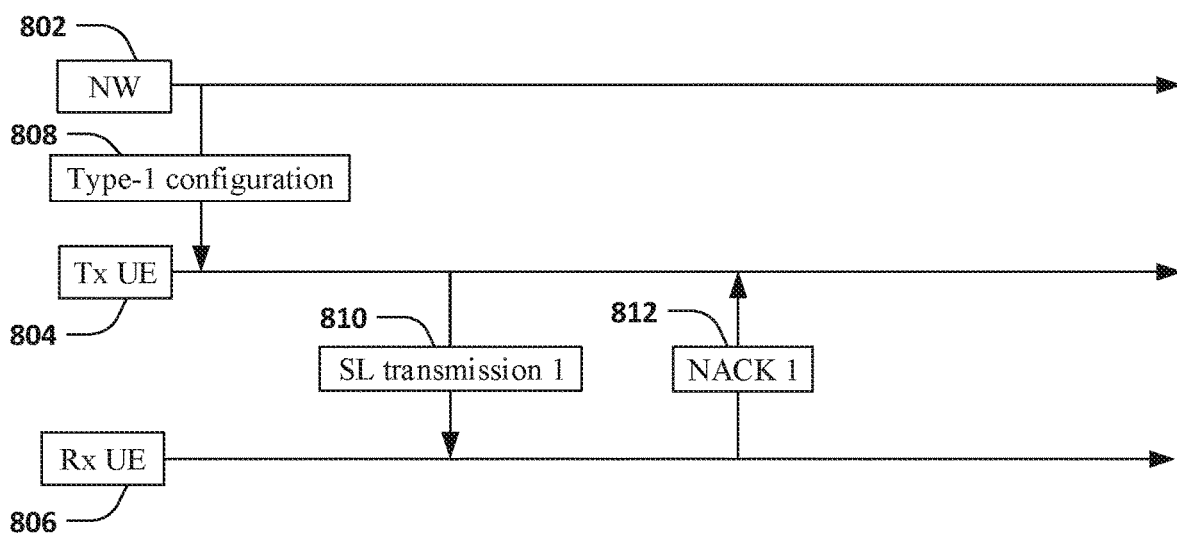 802
NW
808
Type-1 configuration
Tx UE
804
810
812
SL transmission 1
NACK 1
Rx UE
806